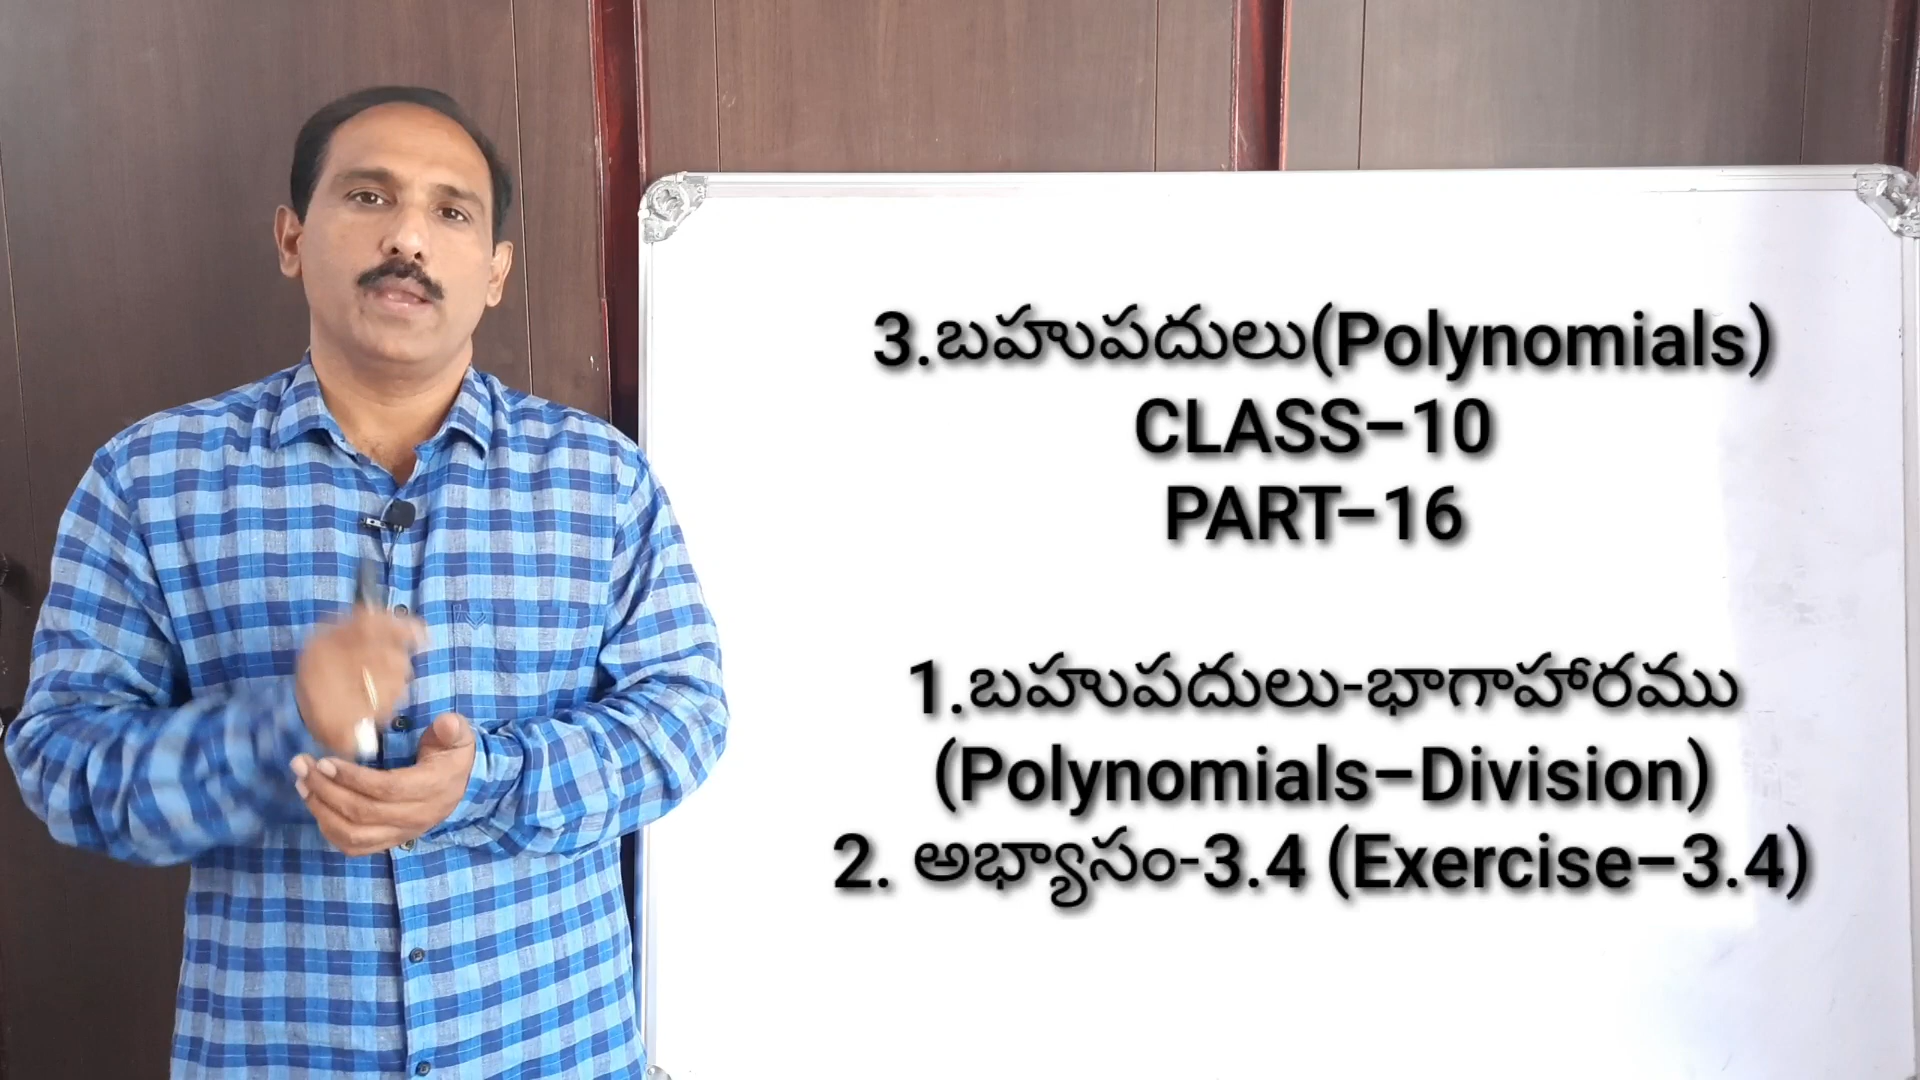 3.బహుపదులు(Polynomials)
CLASS–10
PART–16
1.బహుపదులు-భాగాహారము
(Polynomials–Division)
2. అభ్యాసం-3.4 (Exercise–3.4)